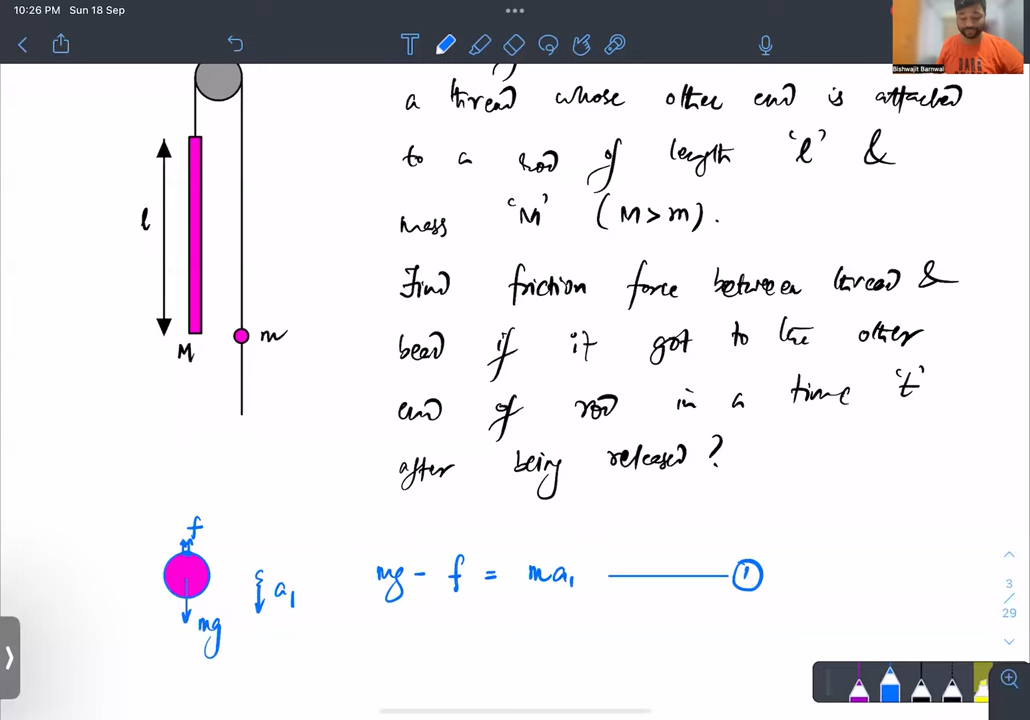 10:26 PM Sun 18 Sep
Bishwajit Barnwal
a thread whose other end is attached
to a rod of length 'l' &
mass 'M' (M>m).
Find friction force between thread &
bead if it got to the other
end of rod in a time 't'
after being released?
l
M
m
f
mg
a₁
mg - f = ma₁ ——— ①
3
/
29